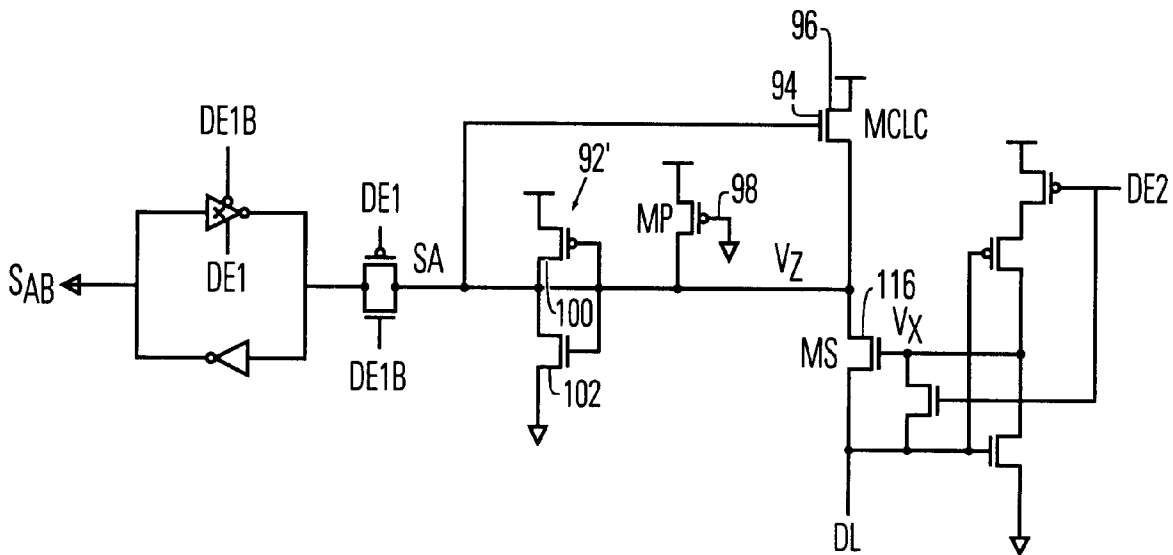 96
94
MCLC
DE1B
92'
DE1
98
DE2
MP
SA
VZ
DE1
SAB
100
116
VX
MS
DE1B
102
DL